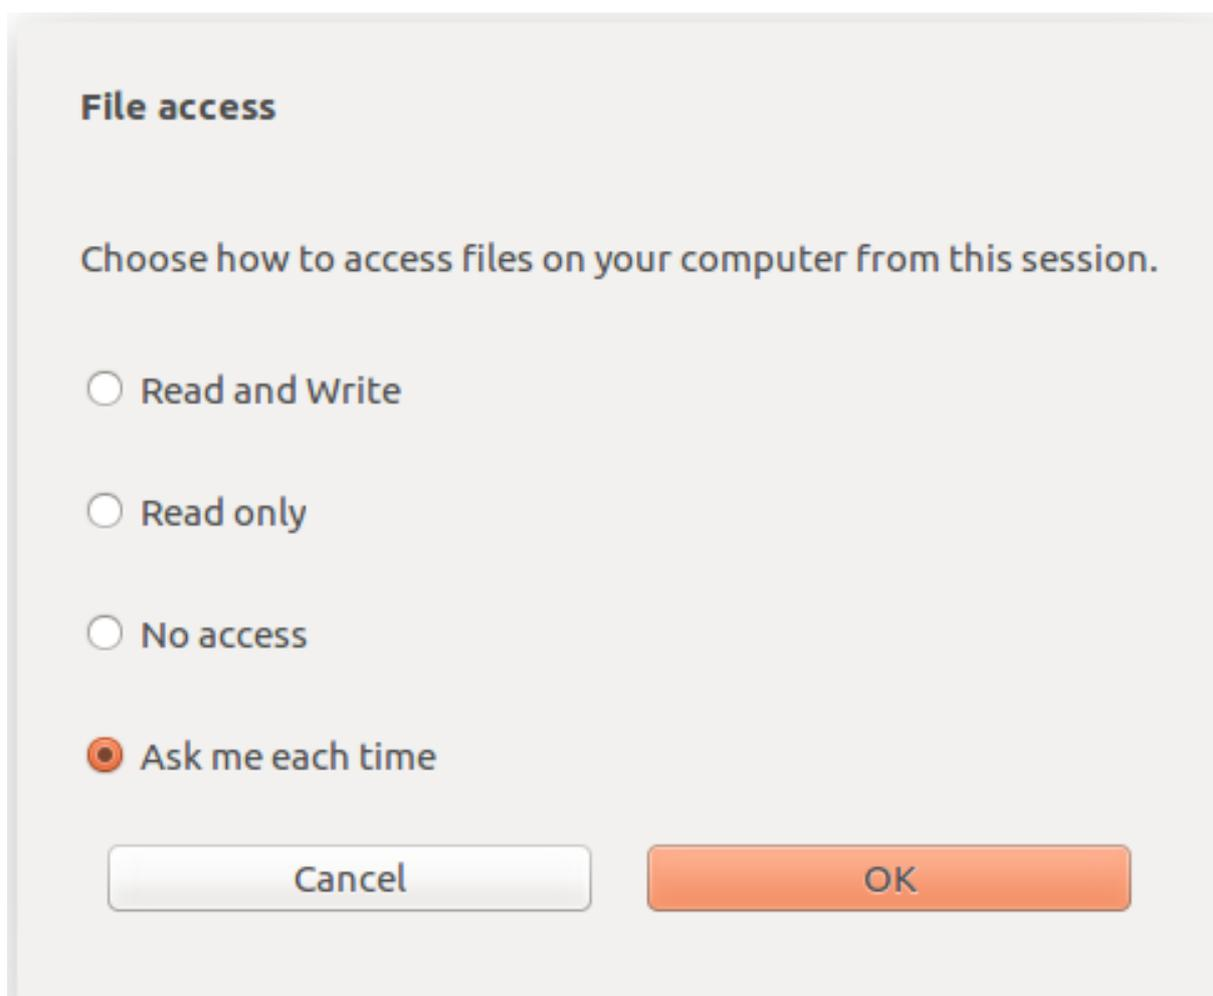 File access
Choose how to access files on your computer from this session.
Read and Write
Read only
No access
Ask me each time
Cancel
OK